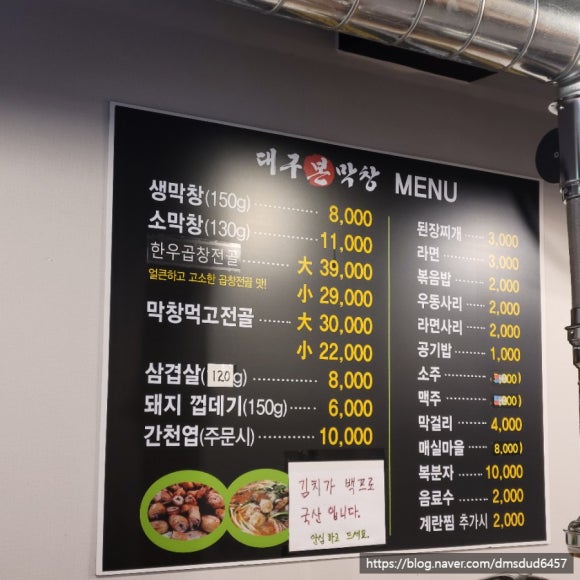 대구 본 막창 MENU
생막창(150g) 8,000
소막창(130g) 11,000
한우곱창전골 大 39,000
얼큰하고 고소한 곱창전골 맛!
小 29,000
막창먹고전골 大 30,000
小 22,000
삼겹살(120g) 8,000
돼지 껍데기(150g) 6,000
간천엽(주문시) 10,000
된장찌개 3,000
라면 3,000
볶음밥 2,000
우동사리 2,000
라면사리 2,000
공기밥 1,000
소주
맥주
막걸리 4,000
매실마을 8,000
복분자 10,000
음료수 2,000
계란찜 추가시 2,000
김치가 백프로
국산 입니다.
안심하고 드세요.
https://blog.naver.com/dmsdud6457